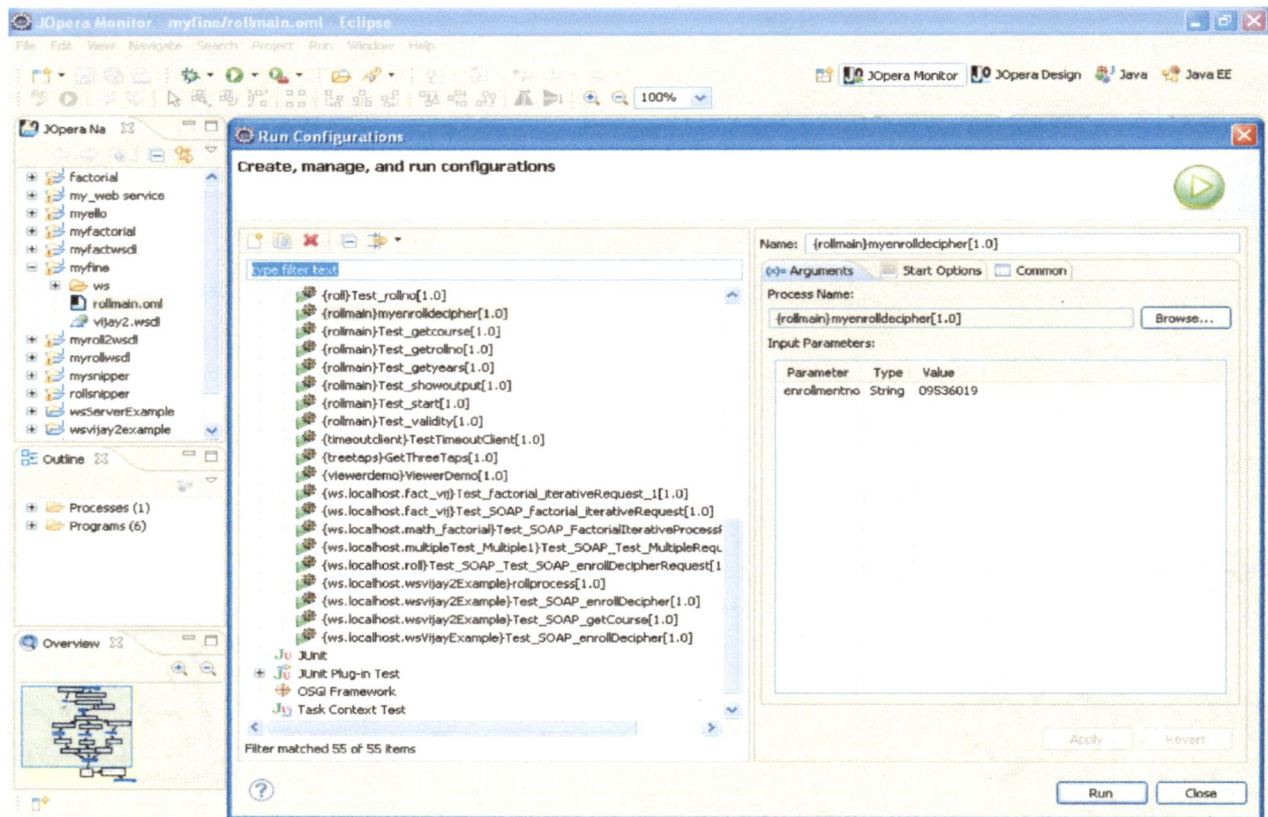 JOpera Monitor - myfine/rollmain.oml - Eclipse
File Edit View Navigate Search Project Run Window Help
JOpera Monitor JOpera Design Java Java EE
100%
JOpera Na
factorial
my_web service
myello
myfactorial
myfactwsdl
myfine
ws
rollmain.oml
vijay2.wsdl
myroll2wsdl
myrollwsdl
mysnipper
rollsnipper
wsServerExample
wsvijay2example
Outline
Processes (1)
Programs (6)
Overview
Run Configurations
Create, manage, and run configurations
type filter text
{roll}Test_rollno[1.0]
{rollmain}myenrolldecipher[1.0]
{rollmain}Test_getcourse[1.0]
{rollmain}Test_getrollno[1.0]
{rollmain}Test_getyears[1.0]
{rollmain}Test_showoutput[1.0]
{rollmain}Test_start[1.0]
{rollmain}Test_validity[1.0]
{timeoutclient}TestTimeoutClient[1.0]
{treetaps}GetThreeTaps[1.0]
{viewerdemo}ViewerDemo[1.0]
{ws.localhost.fact_vij}Test_factorial_iterativeRequest_1[1.0]
{ws.localhost.fact_vij}Test_SOAP_factorial_iterativeRequest[1.0]
{ws.localhost.math_factorial}Test_SOAP_FactorialIterativeProcessR
{ws.localhost.multipleTest_Multiple1}Test_SOAP_Test_MultipleRequ
{ws.localhost.roll}Test_SOAP_Test_SOAP_enrollDecipherRequest[1
{ws.localhost.wsvijay2Example}rollprocess[1.0]
{ws.localhost.wsvijay2Example}Test_SOAP_enrollDecipher[1.0]
{ws.localhost.wsvijay2Example}Test_SOAP_getCourse[1.0]
{ws.localhost.wsVijayExample}Test_SOAP_enrollDecipher[1.0]
JUnit
JUnit Plug-in Test
OSGi Framework
Task Context Test
Filter matched 55 of 55 items
Name: {rollmain}myenrolldecipher[1.0]
Arguments Start Options Common
Process Name:
{rollmain}myenrolldecipher[1.0] Browse...
Input Parameters:
Parameter Type Value
enrollmentno String 09536019
Apply Revert
Run Close